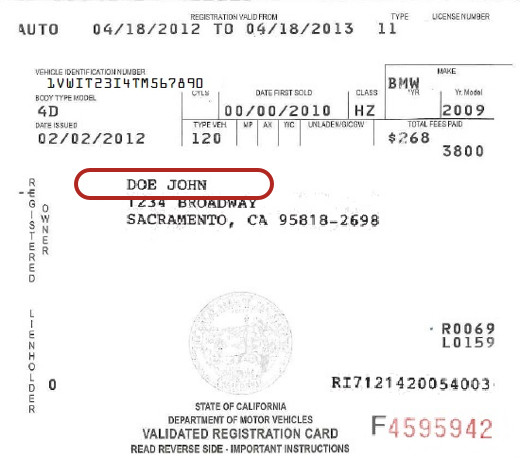 REGISTRATION VALID FROM TYPE LICENSE NUMBER
AUTO 04/18/2012 TO 04/18/2013 11
VEHICLE IDENTIFICATION NUMBER MAKE
1VWIT23I4TM567890 BMW
BODY TYPE MODEL CYLS DATE FIRST SOLD CLASS *YR Yr. Model
4D 00/00/2010 HZ 2009
DATE ISSUED TYPE VEH. MP AX WC UNLADEN/G/CGW TOTAL FEES PAID
02/02/2012 120 $268
3800
REGISTERED OWNER
DOE JOHN
1234 BROADWAY
SACRAMENTO, CA 95818-2698
LIENHOLDER
0
R0069
L0159
RI7121420054003
STATE OF CALIFORNIA
DEPARTMENT OF MOTOR VEHICLES
VALIDATED REGISTRATION CARD
READ REVERSE SIDE - IMPORTANT INSTRUCTIONS
F4595942